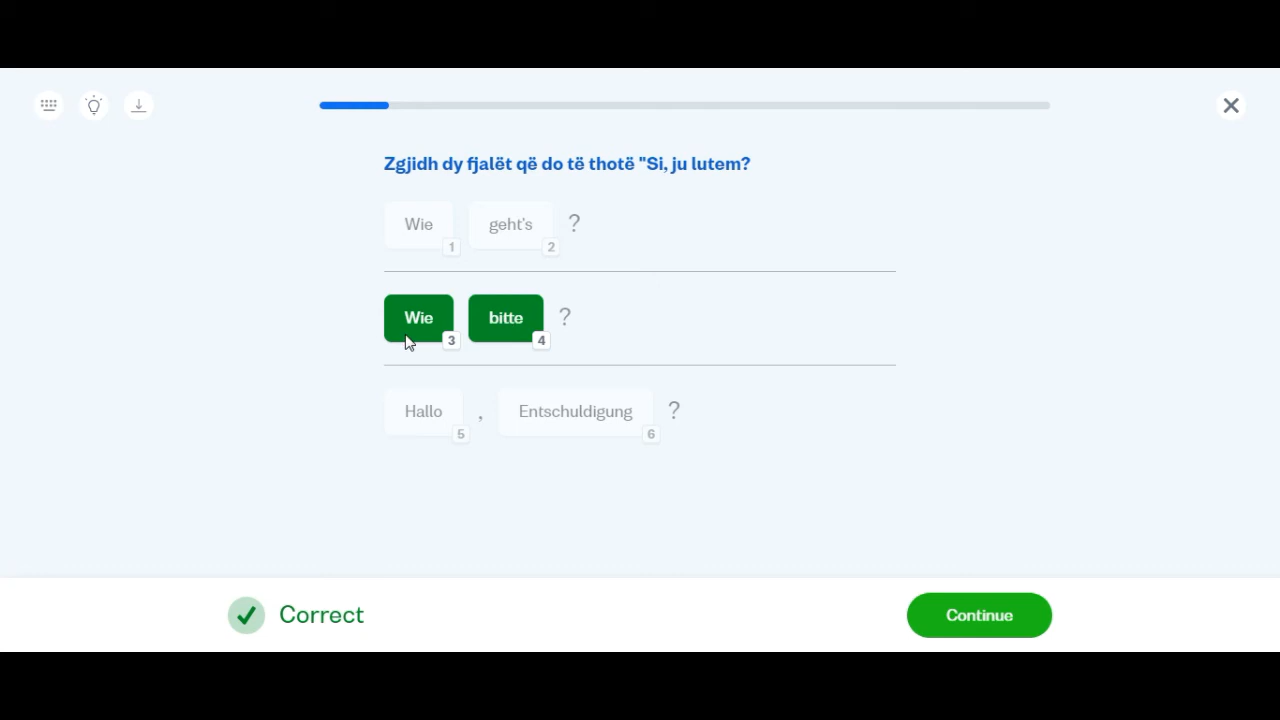 Zgjidh dy fjalët që do të thotë "Si, ju lutem?
Wie 1 geht's 2 ?
Wie 3 bitte 4 ?
Hallo 5 , Entschuldigung 6 ?
Correct
Continue